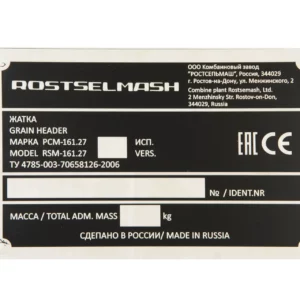 ROSTSELMASH
ООО Комбайновый завод
"РОСТСЕЛЬМАШ", Россия, 344029
г. Ростов-на-Дону, ул. Менжинского, 2
Combine plant Rostsemash, Ltd.
2 Menzhinsky Str. Rostov-on-Don,
344029, Russia
ЖАТКА
GRAIN HEADER
МАРКА РСМ-161.27 ИСП.
MODEL RSM-161.27 VERS.
ТУ 4785-003-70658126-2006
EAC CE
№ / IDENT.NR
МАССА / TOTAL ADM. MASS kg
СДЕЛАНО В РОССИИ/ MADE IN RUSSIA